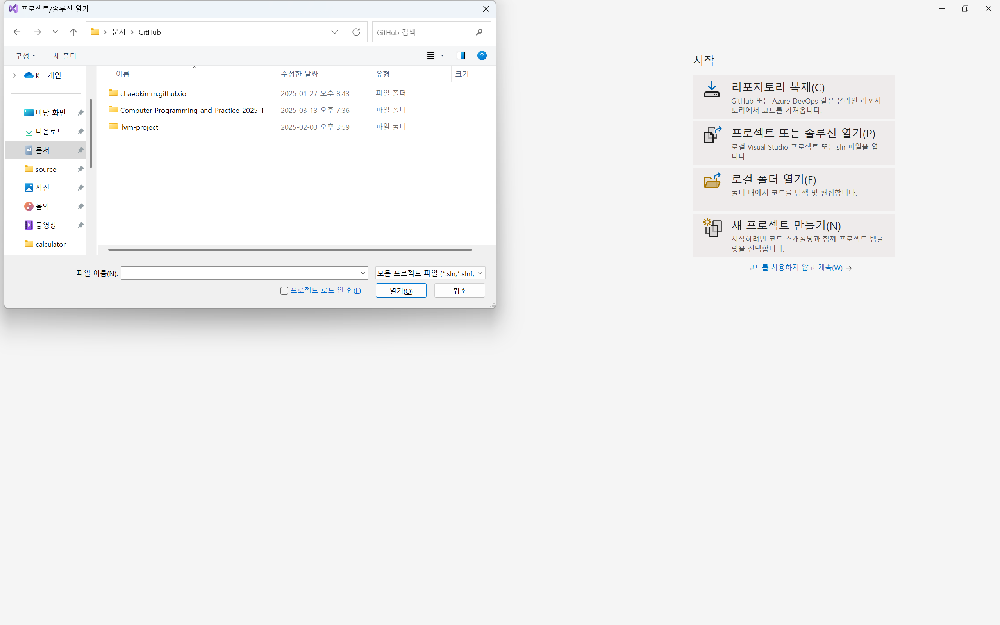 프로젝트/솔루션 열기
문서 › GitHub
GitHub 검색
구성
새 폴더
K - 개인
바탕 화면
다운로드
문서
source
사진
음악
동영상
calculator
이름 수정한 날짜 유형 크기
chaebkimm.github.io 2025-01-27 오후 8:43 파일 폴더
Computer-Programming-and-Practice-2025-1 2025-03-13 오후 7:36 파일 폴더
llvm-project 2025-02-03 오후 3:59 파일 폴더
파일 이름(N):
모든 프로젝트 파일 (*.sln;*.slnf;
프로젝트 로드 안 함(L)
열기(O)
취소
시작
리포지토리 복제(C)
GitHub 또는 Azure DevOps 같은 온라인 리포지
토리에서 코드를 가져옵니다.
프로젝트 또는 솔루션 열기(P)
로컬 Visual Studio 프로젝트 또는.sln 파일을 엽
니다.
로컬 폴더 열기(F)
폴더 내에서 코드를 탐색 및 편집합니다.
새 프로젝트 만들기(N)
시작하려면 코드 스캐폴딩과 함께 프로젝트 템플
릿을 선택합니다.
코드를 사용하지 않고 계속(W) →